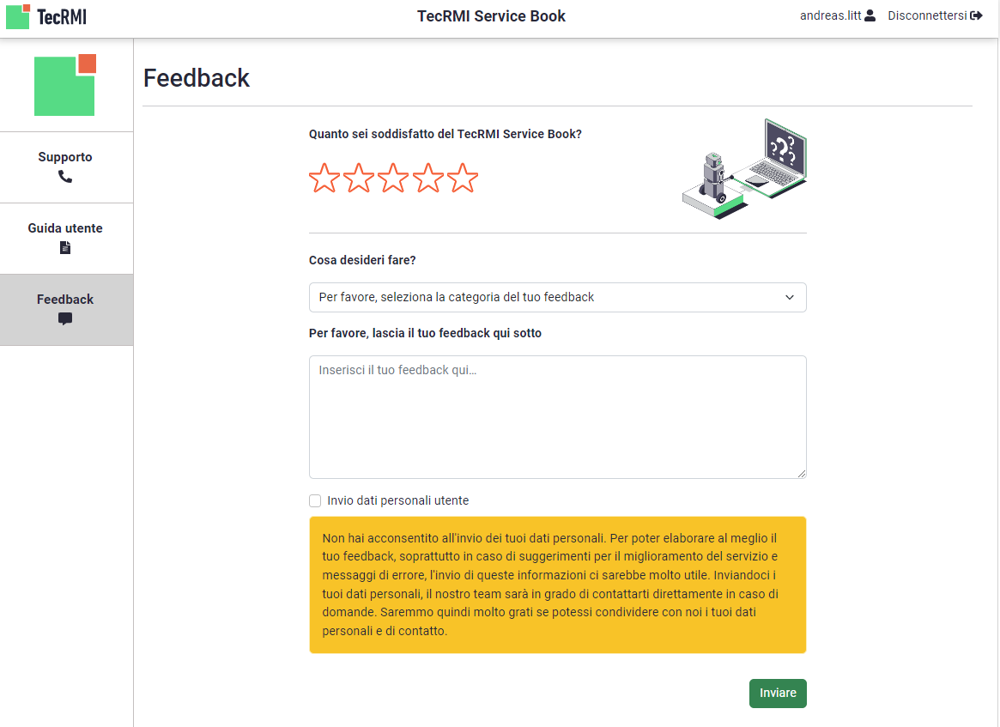 TecRMI
TecRMI Service Book
andreas.litt
Disconnettersi
Supporto
Guida utente
Feedback
Feedback
Quanto sei soddisfatto del TecRMI Service Book?
???
Cosa desideri fare?
Per favore, seleziona la categoria del tuo feedback
Per favore, lascia il tuo feedback qui sotto
Inserisci il tuo feedback qui...
Invio dati personali utente
Non hai acconsentito all'invio dei tuoi dati personali. Per poter elaborare al meglio il
tuo feedback, soprattutto in caso di suggerimenti per il miglioramento del servizio e
messaggi di errore, l'invio di queste informazioni ci sarebbe molto utile. Inviandoci i
tuoi dati personali, il nostro team sarà in grado di contattarti direttamente in caso di
domande. Saremmo quindi molto grati se potessi condividere con noi i tuoi dati
personali e di contatto.
Inviare